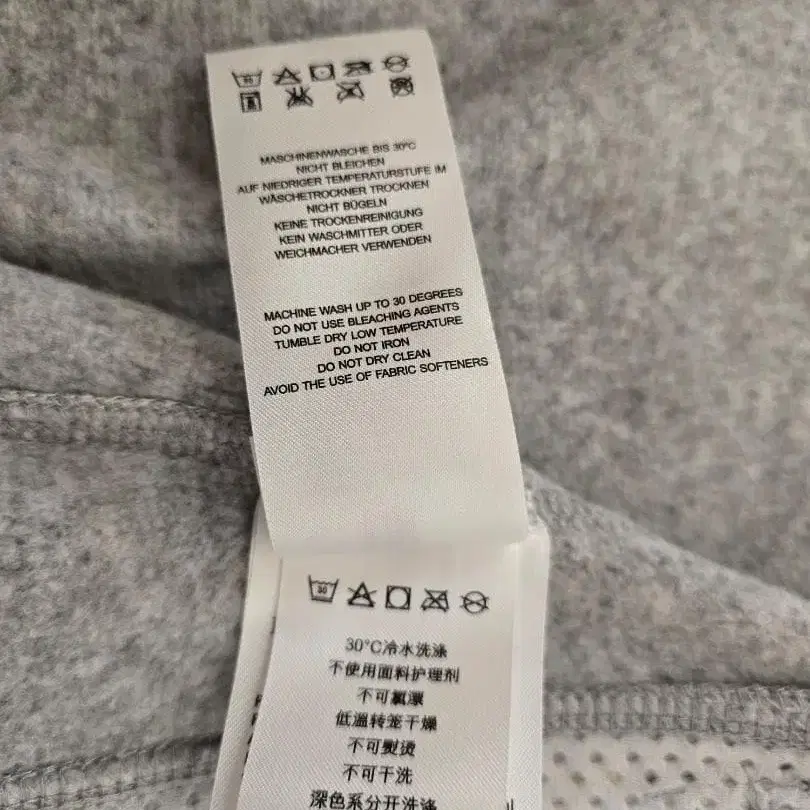 30
MASCHINENWÄSCHE BIS 30°C
NICHT BLEICHEN
AUF NIEDRIGER TEMPERATURSTUFE IM
WÄSCHETROCKNER TROCKNEN
NICHT BÜGELN
KEINE TROCKENREINIGUNG
KEIN WASCHMITTER ODER
WEICHMACHER VERWENDEN
MACHINE WASH UP TO 30 DEGREES
DO NOT USE BLEACHING AGENTS
TUMBLE DRY LOW TEMPERATURE
DO NOT IRON
DO NOT DRY CLEAN
AVOID THE USE OF FABRIC SOFTENERS
30
30°C冷水洗涤
不使用面料护理剂
不可氯漂
低温转笼干燥
不可熨烫
不可干洗
深色系分开洗涤